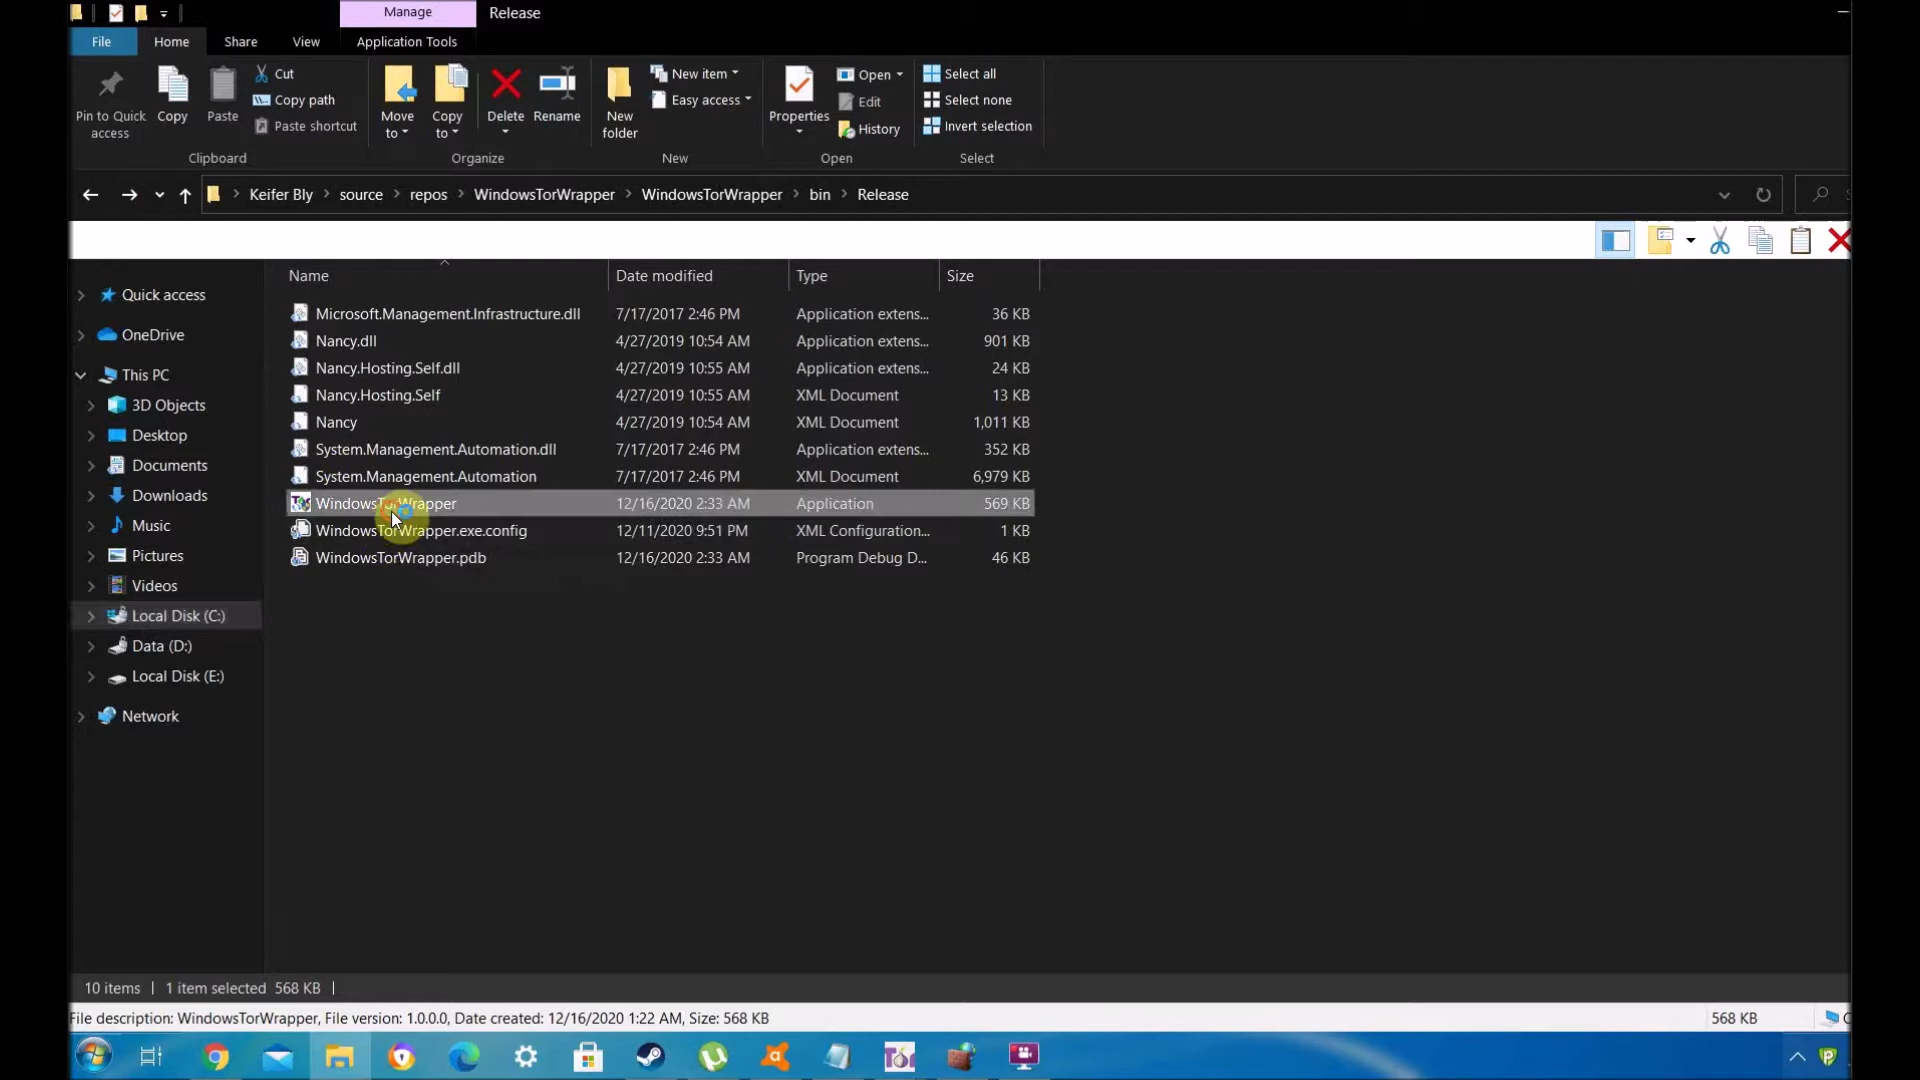 Manage
Release
File
Home
Share
View
Application Tools
Pin to Quick access
Copy
Paste
Cut
Copy path
Paste shortcut
Clipboard
Move to
Copy to
Delete
Rename
Organize
New folder
New item
Easy access
New
Properties
Open
Edit
History
Open
Select all
Select none
Invert selection
Select
Keifer Bly > source > repos > WindowsTorWrapper > WindowsTorWrapper > bin > Release
Name Date modified Type Size
Quick access
OneDrive
This PC
3D Objects
Desktop
Documents
Downloads
Music
Pictures
Videos
Local Disk (C:)
Data (D:)
Local Disk (E:)
Network
Microsoft.Management.Infrastructure.dll 7/17/2017 2:46 PM Application extens... 36 KB
Nancy.dll 4/27/2019 10:54 AM Application extens... 901 KB
Nancy.Hosting.Self.dll 4/27/2019 10:55 AM Application extens... 24 KB
Nancy.Hosting.Self 4/27/2019 10:55 AM XML Document 13 KB
Nancy 4/27/2019 10:54 AM XML Document 1,011 KB
System.Management.Automation.dll 7/17/2017 2:46 PM Application extens... 352 KB
System.Management.Automation 7/17/2017 2:46 PM XML Document 6,979 KB
WindowsTorWrapper 12/16/2020 2:33 AM Application 569 KB
WindowsTorWrapper.exe.config 12/11/2020 9:51 PM XML Configuration... 1 KB
WindowsTorWrapper.pdb 12/16/2020 2:33 AM Program Debug D... 46 KB
10 items | 1 item selected 568 KB |
File description: WindowsTorWrapper, File version: 1.0.0.0, Date created: 12/16/2020 1:22 AM, Size: 568 KB
568 KB